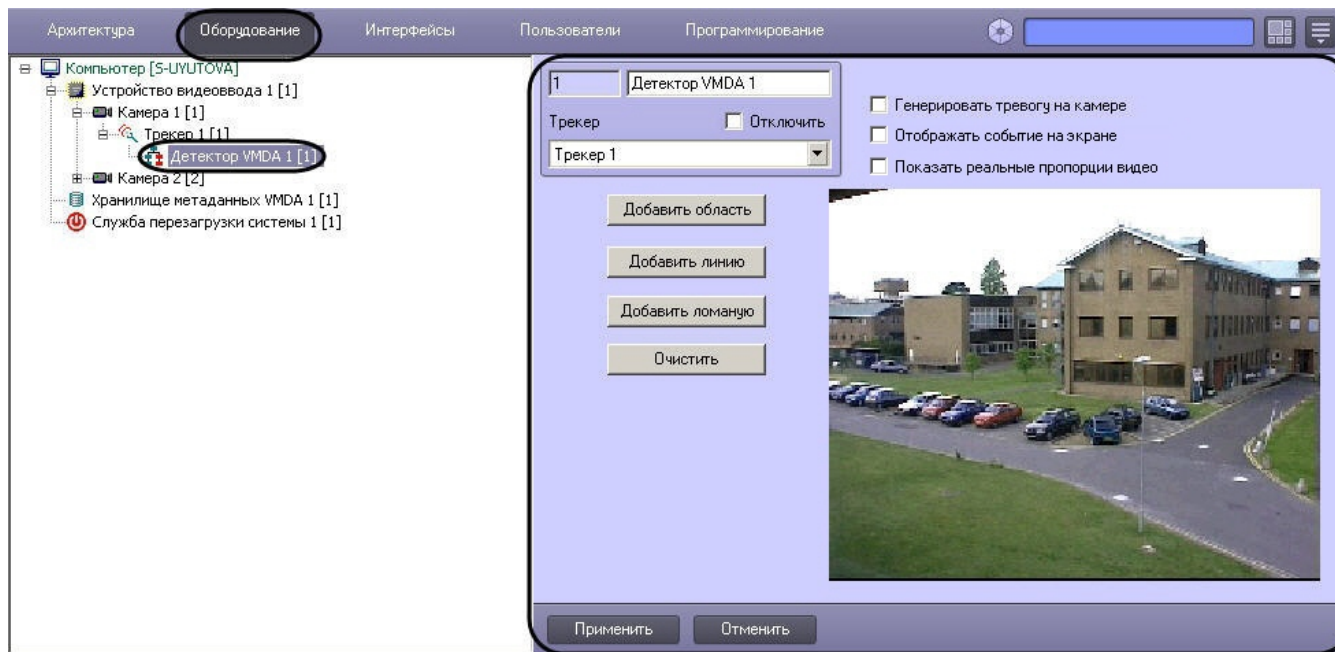 Архитектура Оборудование Интерфейсы Пользователи Программирование
Компьютер [S-UYUTOVA]
Устройство видеоввода 1 [1]
Камера 1 [1]
Трекер 1 [1]
Детектор VMDA 1 [1]
Камера 2 [2]
Хранилище метаданных VMDA 1 [1]
Служба перезагрузки системы 1 [1]
1 Детектор VMDA 1
Трекер Отключить
Трекер 1
Генерировать тревогу на камере
Отображать событие на экране
Показать реальные пропорции видео
Добавить область
Добавить линию
Добавить ломаную
Очистить
Применить Отменить